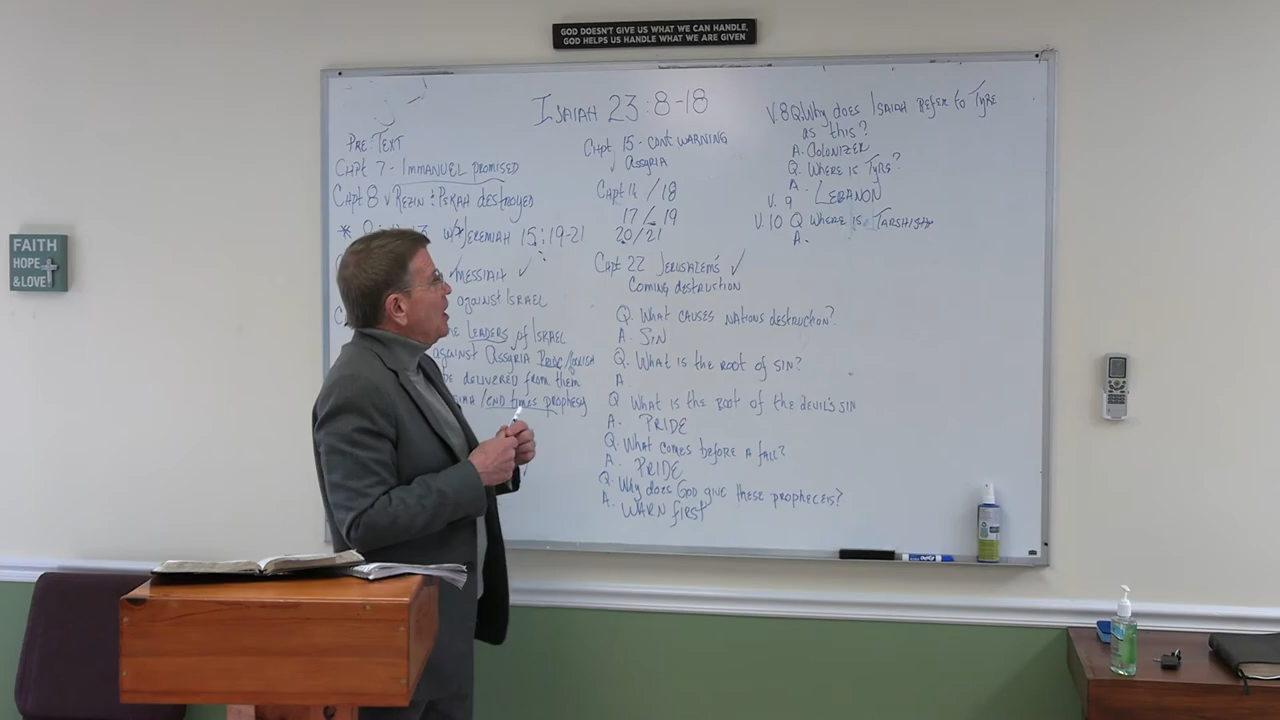 GOD DOESN'T GIVE US WHAT WE CAN HANDLE,
GOD HELPS US HANDLE WHAT WE ARE GIVEN
FAITH
HOPE
& LOVE
ISAIAH 23:8-18
PRE TEXT
CHPT 7 - IMMANUEL PROMISED
CHPT 8 v REZIN & PEKAH destroyed
* w/ JEREMIAH 15:19-21
MESSIAH ✓
against ISRAEL
LEADERS of ISRAEL
against ASSYRIA PRIDE/
be delivered from them
/END times prophesy
CHPT 15 - CONT WARNING
ASSYRIA
CHPT 14 / 18
17 / 19
20/21
CHPT 22 JERUSALEM'S ✓
COMING destRUCTION
Q. WHAT CAUSES NATIONS DESTRUCTION?
A. SIN
Q. WHAT IS the ROOT OF SIN?
A
Q WHAT IS the ROOT OF the dEVIL'S SIN
A. PRIDE
Q. WHAT COMES BEFORE A fALL?
A. PRIDE
Q. WHY does GOD GIVE these propheceis?
A. WARN first
V.8 Q. Why does ISAIAH REFER to TYRE
as this?
A. COLONIZER
Q. WHERE IS TYRE?
A. LEBANON
V. 9
V. 10 Q WHERE IS TARSHISH
A.